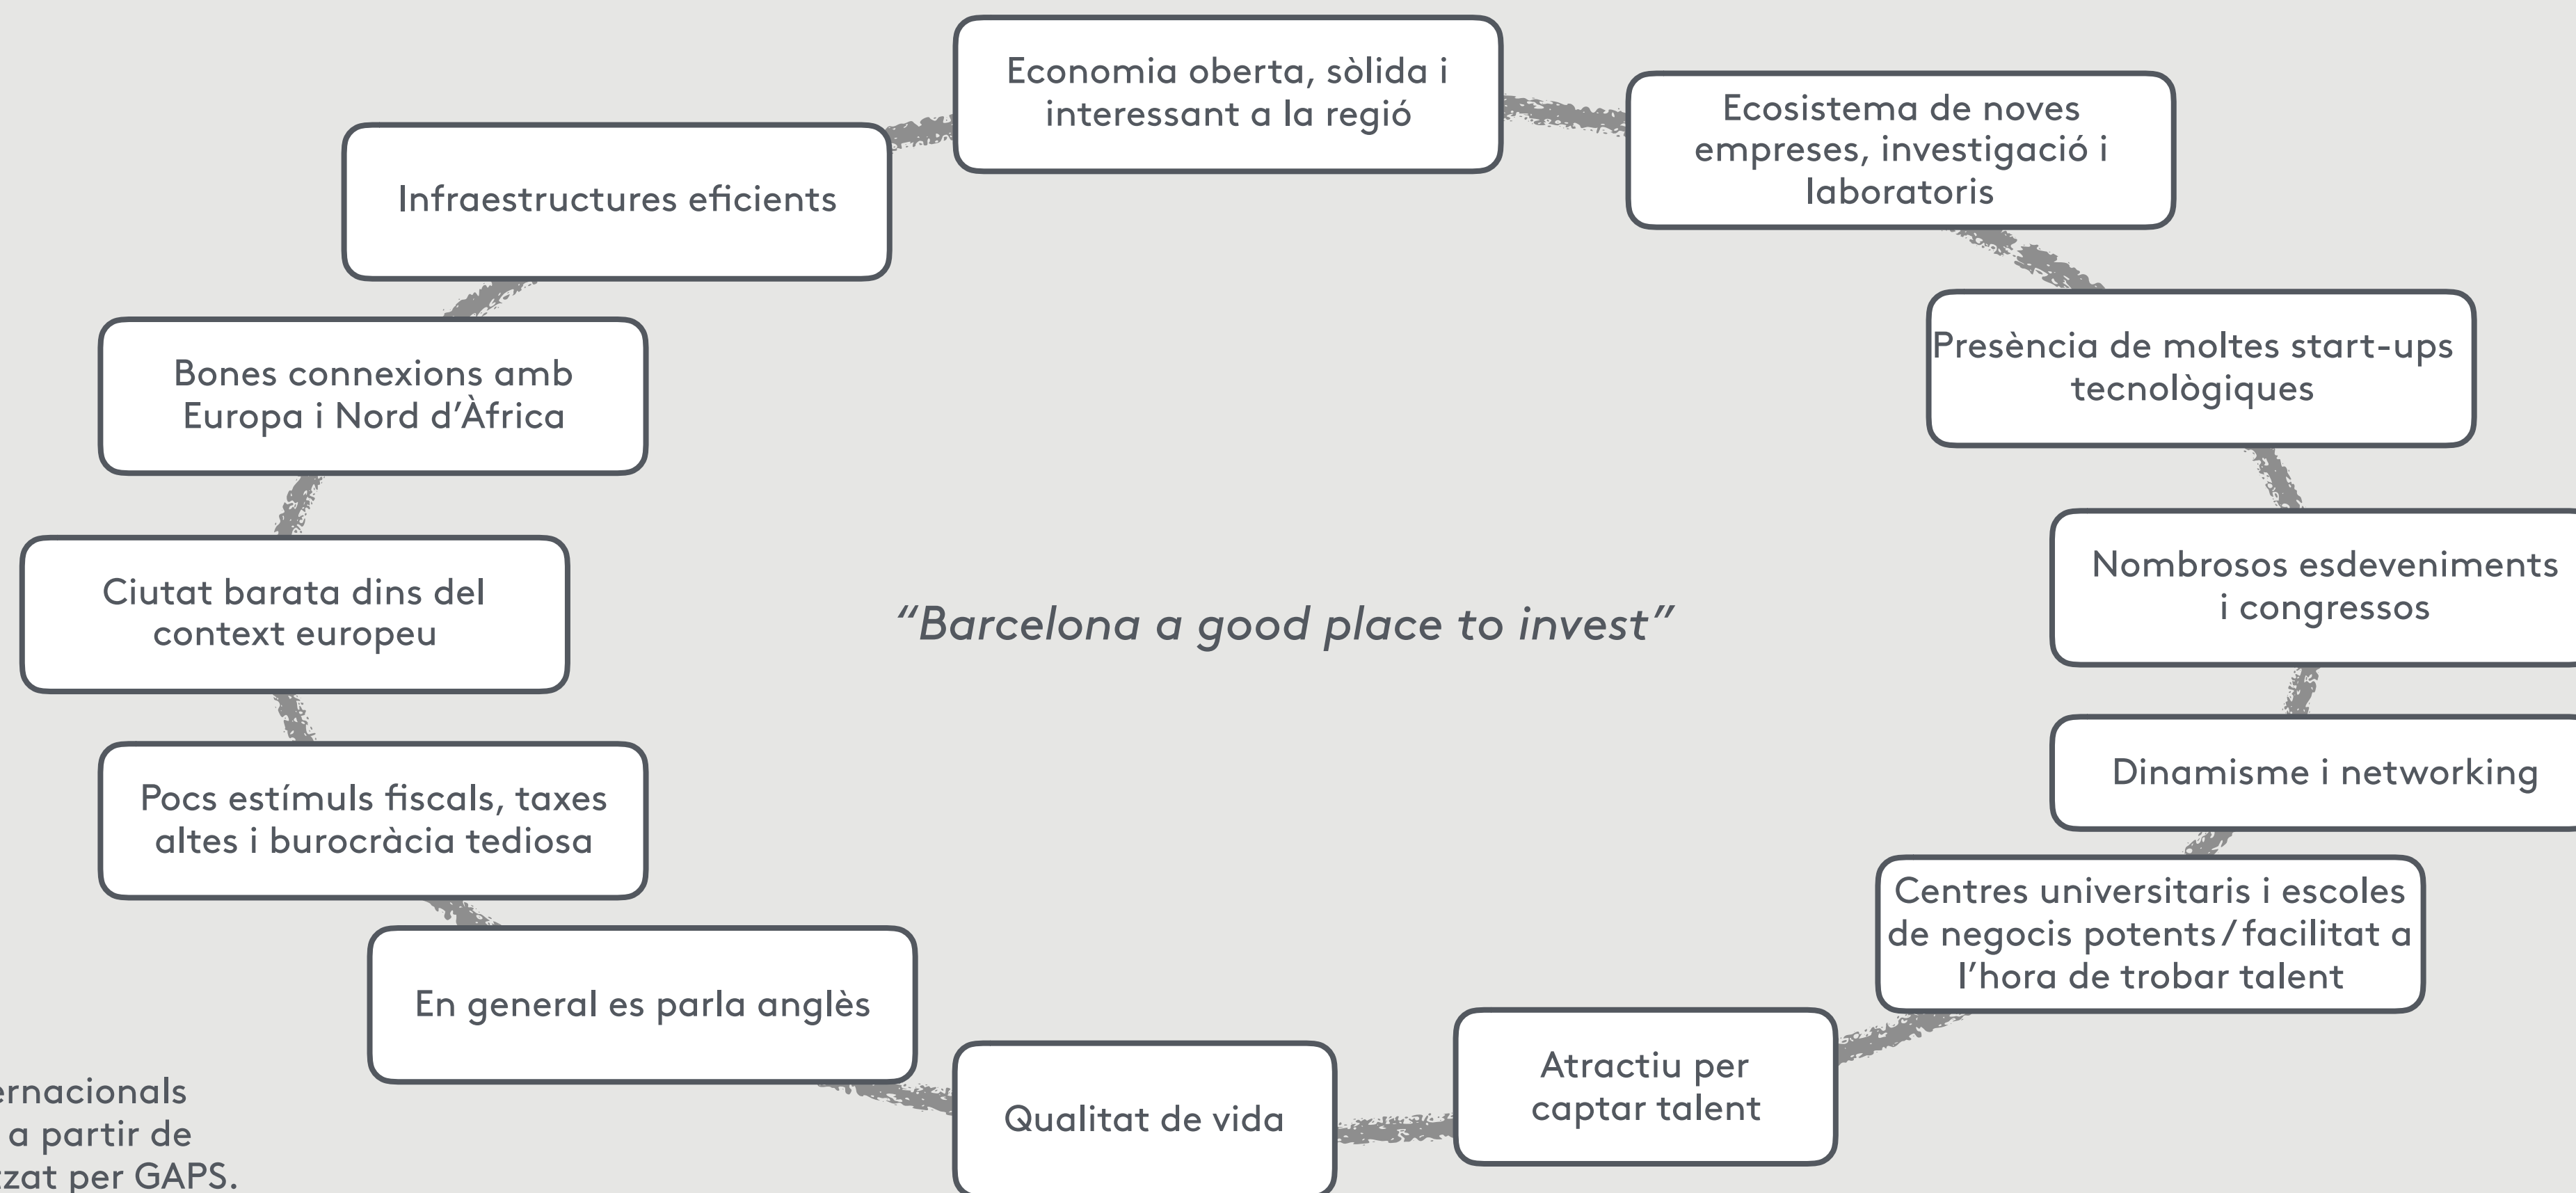 Economia oberta, sòlida i
interessant a la regió
Ecosistema de noves
empreses, investigació i
laboratoris
Infraestructures eficients
Presència de moltes start-ups
tecnològiques
Bones connexions amb
Europa i Nord d’Àfrica
Nombrosos esdeveniments
i congressos
Ciutat barata dins del
context europeu
“Barcelona a good place to invest”
Dinamisme i networking
Pocs estímuls fiscals, taxes
altes i burocràcia tediosa
Centres universitaris i escoles
de negocis potents / facilitat a
l’hora de trobar talent
En general es parla anglès
Atractiu per
captar talent
Qualitat de vida
a partir de
per GAPS.